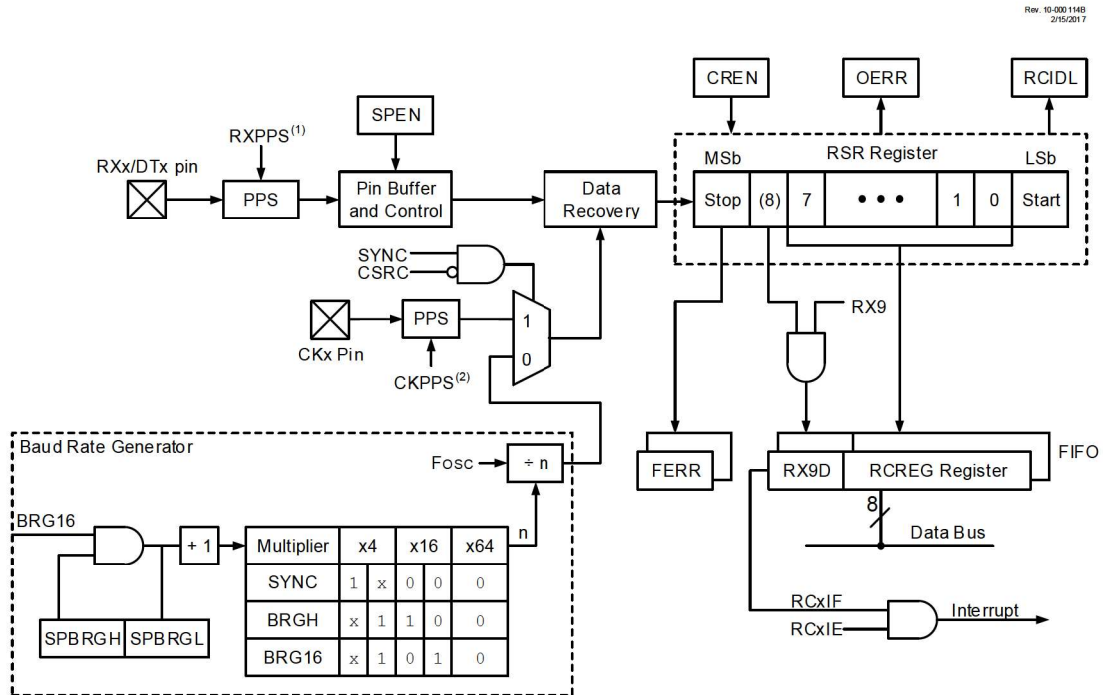 Rev. 10-000 114B
2/15/2017
CREN
OERR
RCIDL
SPEN
RXPPS(1)
RXx/DTx pin
PPS
Pin Buffer
and Control
Data
Recovery
MSb
RSR Register
LSb
Stop (8) 7 • • • 1 0 Start
SYNC
CSRC
PPS
1
0
CKx Pin
CKPPS(2)
RX9
Baud Rate Generator
Fosc
÷ n
FERR
RX9D
RCREG Register
FIFO
8
Data Bus
BRG16
+ 1
n
Multiplier x4 x16 x64
SYNC 1 x 0 0 0
BRGH x 1 1 0 0
BRG16 x 1 0 1 0
SPBRGH SPBRGL
RCxIF
RCxIE
Interrupt